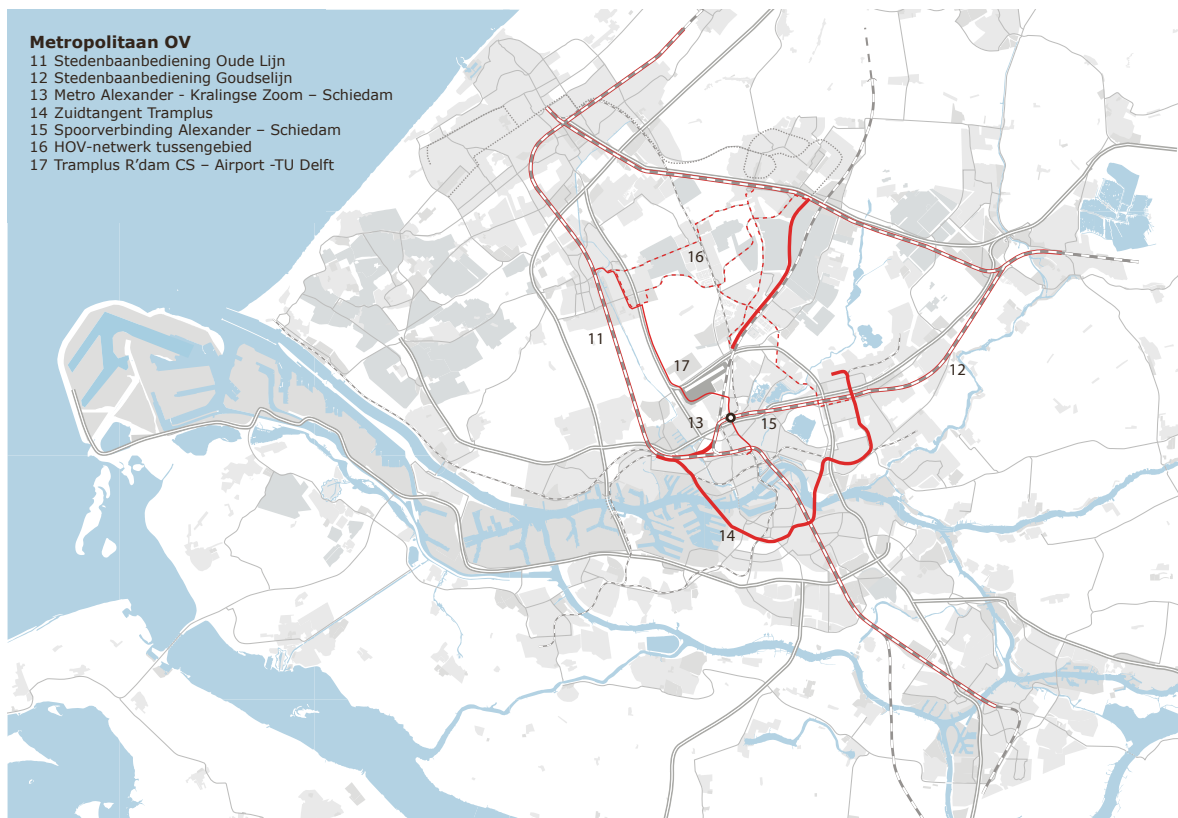 Metropolitaan OV
11 Stedenbaanbediening Oude Lijn
12 Stedenbaanbediening Goudselijn
13 Metro Alexander - Kralingse Zoom – Schiedam
14 Zuidtangent Tramplus
15 Spoorverbinding Alexander – Schiedam
16 HOV-netwerk tussengebied
17 Tramplus R’dam CS – Airport -TU Delft
16
11
17
12
13
15
14